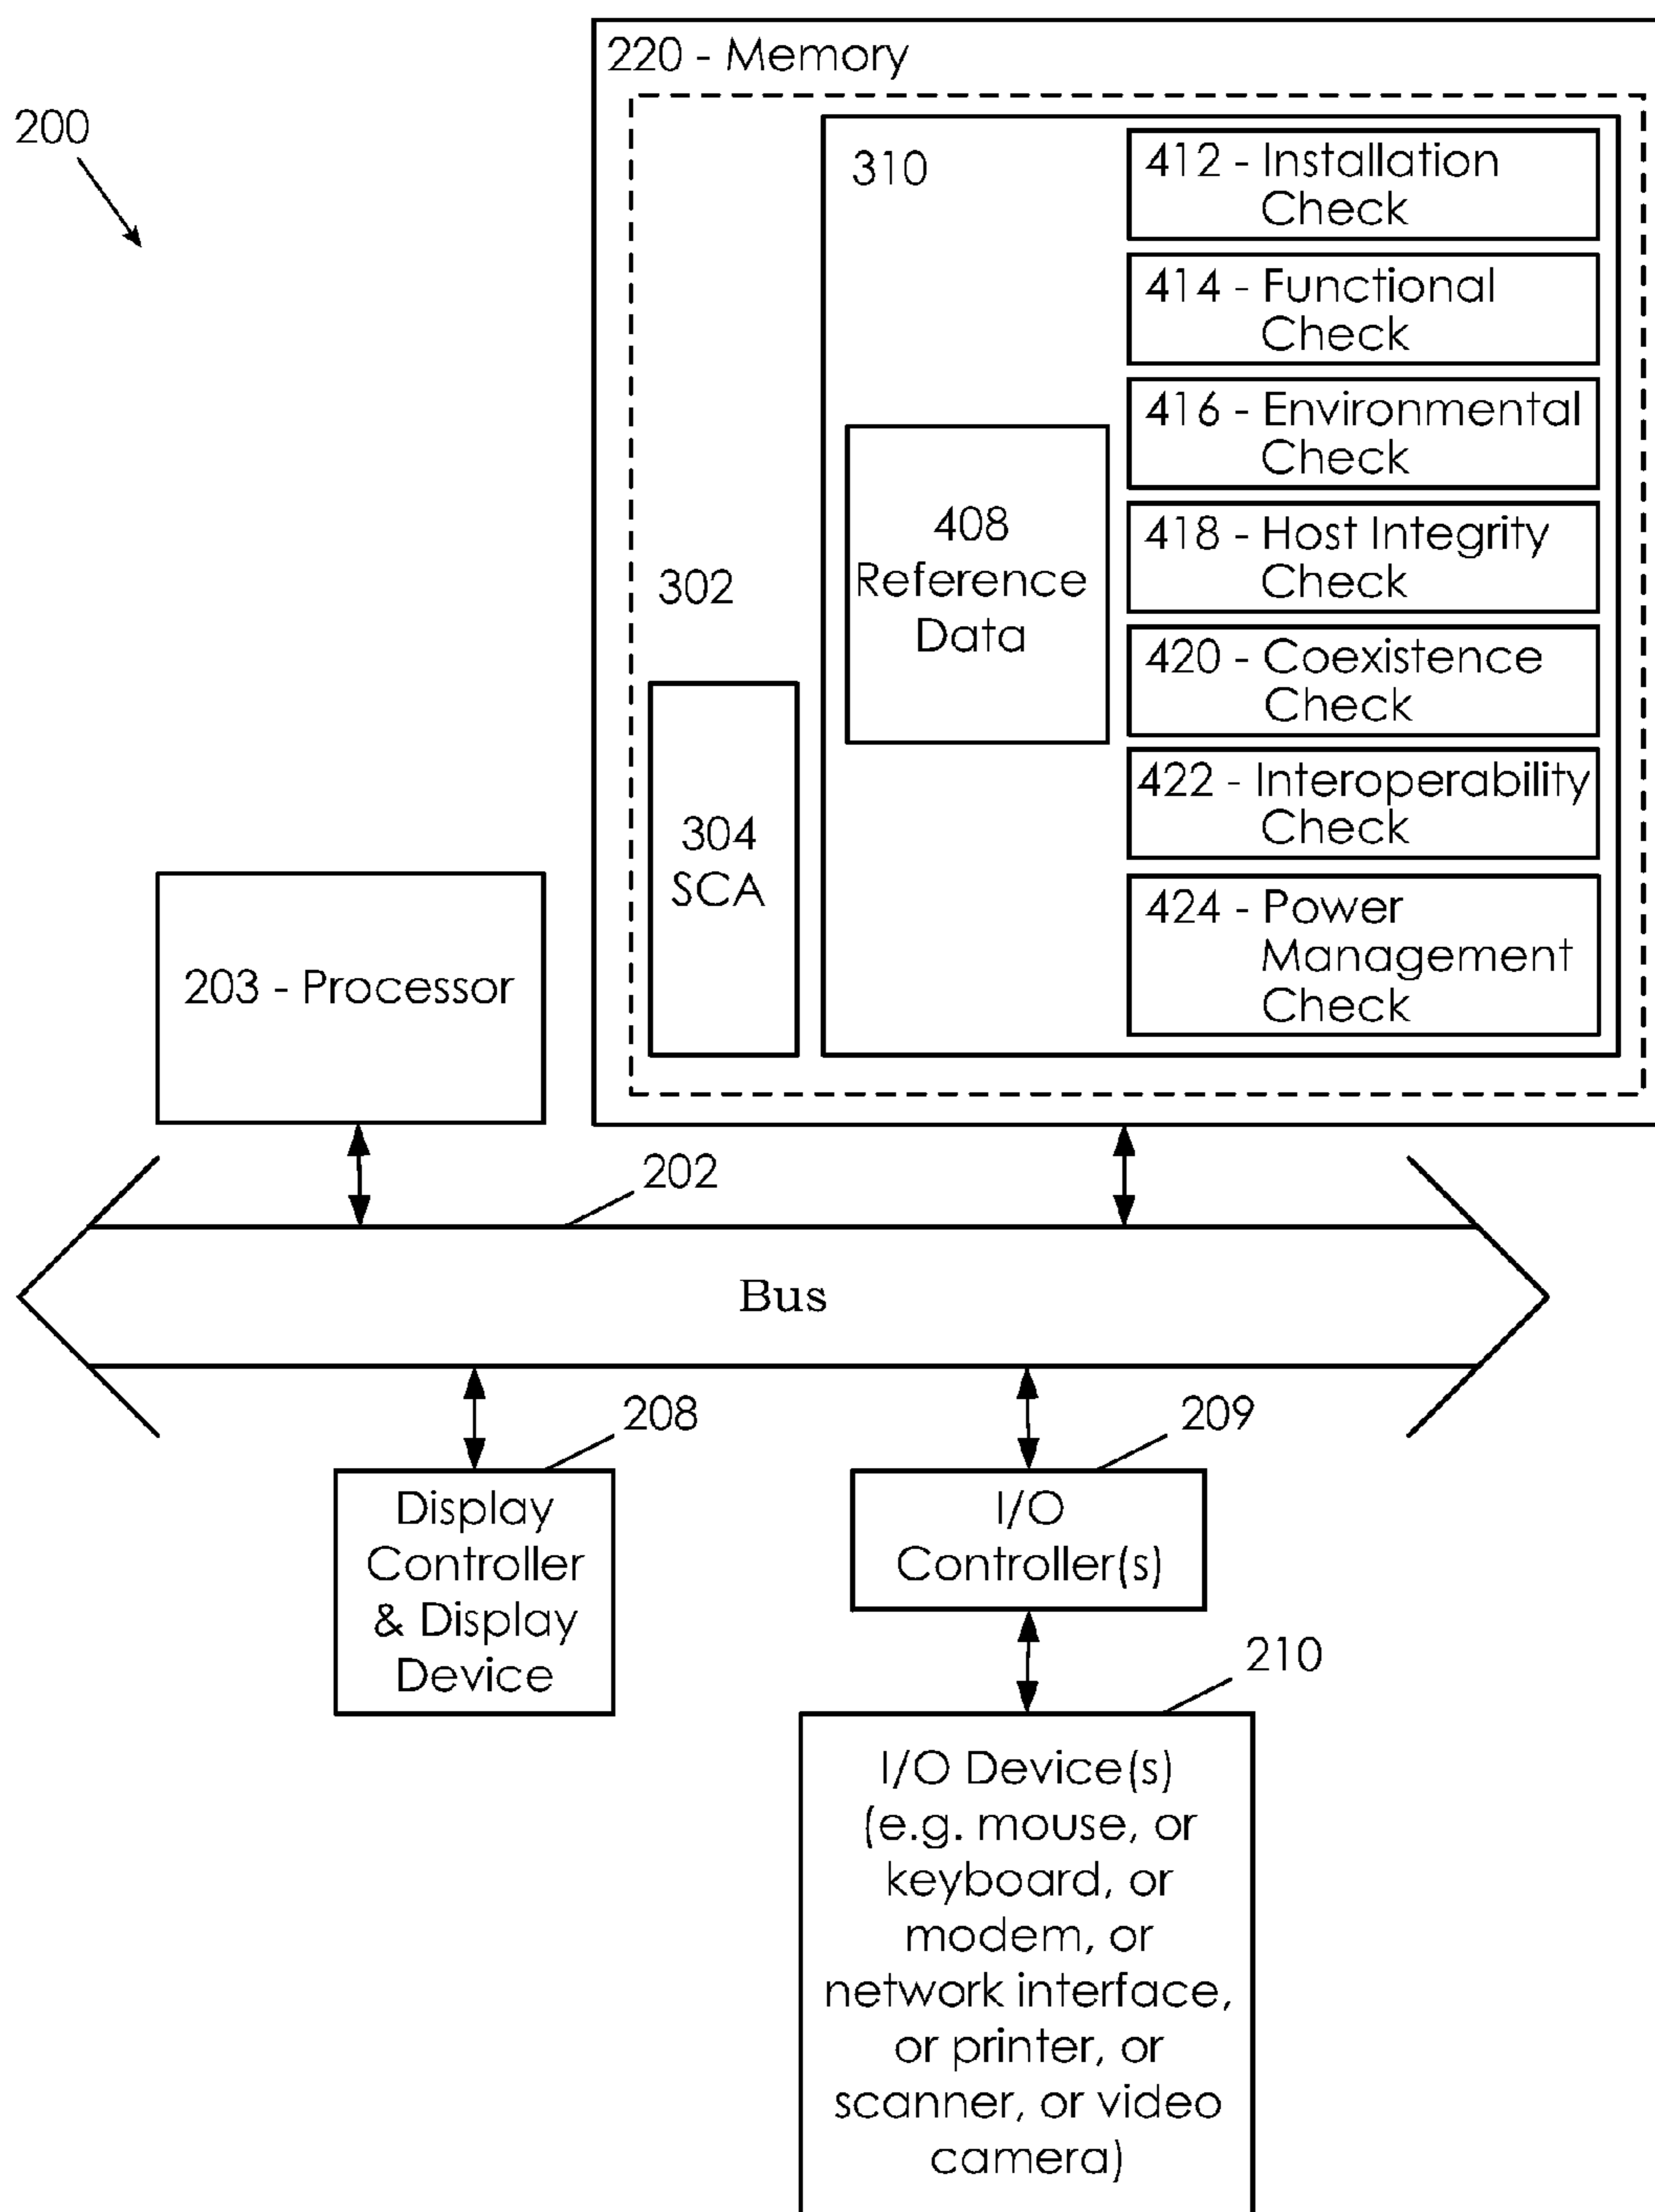 220 - Memory
200
310
412 - Installation
Check
414 - Functional
Check
416 - Environmental
Check
408
Reference
Data
418 - Host Integrity
Check
302
420 - Coexistence
Check
304
SCA
422 - Interoperability
Check
424 - Power
Management
Check
203 - Processor
202
Bus
208
Display
Controller
& Display
Device
209
I/O
Controller(s)
210
I/O Device(s)
(e.g. mouse, or
keyboard, or
modem, or
network interface,
or printer, or
scanner, or video
camera)